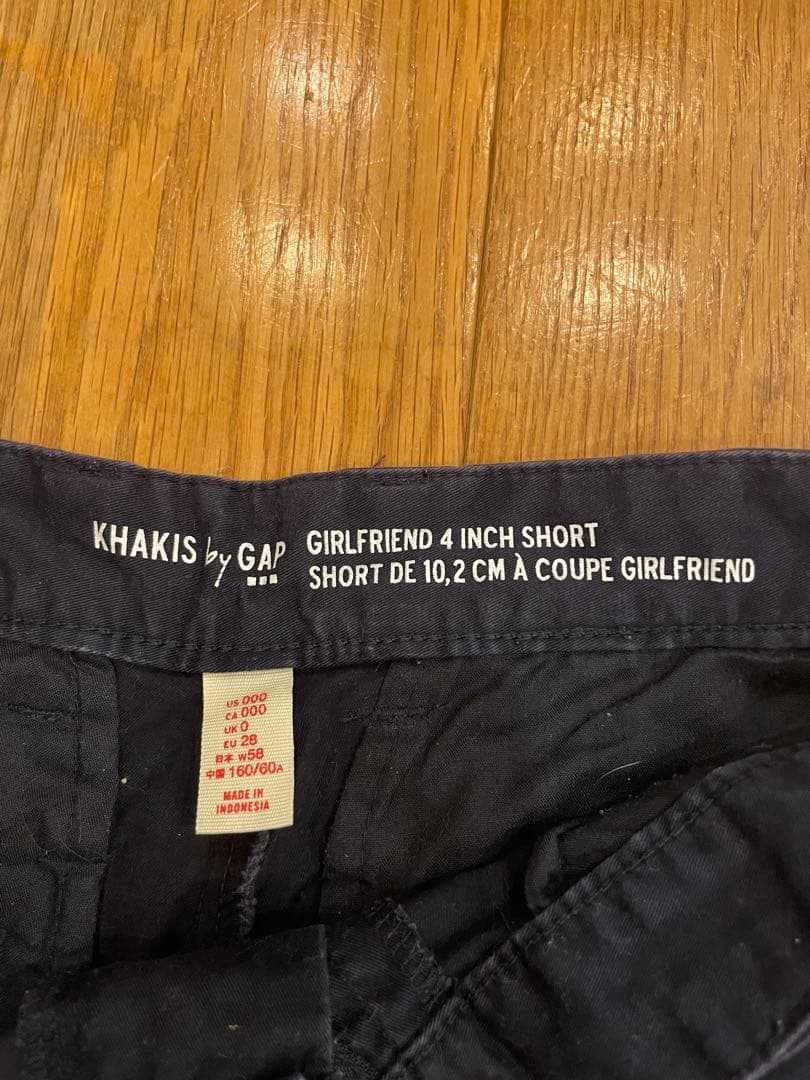 KHAKIS by GAP
GIRLFRIEND 4 INCH SHORT
SHORT DE 10,2 CM À COUPE GIRLFRIEND
US 000
CA 000
UK 0
EU 28
日本 W58
中国 160/60A
MADE IN
INDONESIA